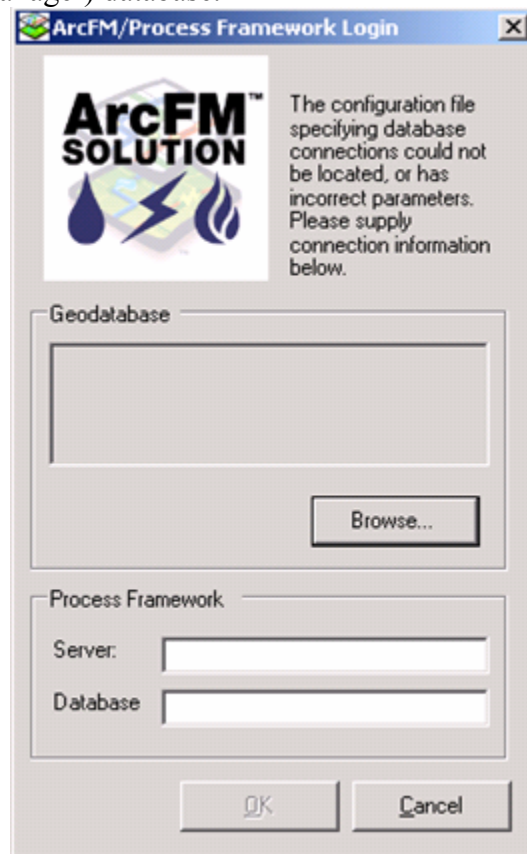 database.
ArcFM/Process Framework Login
ArcFM™
SOLUTION
The configuration file
specifying database
connections could not
be located, or has
incorrect parameters.
Please supply
connection information
below.
Geodatabase
Browse...
Process Framework
Server:
Database
OK
Cancel